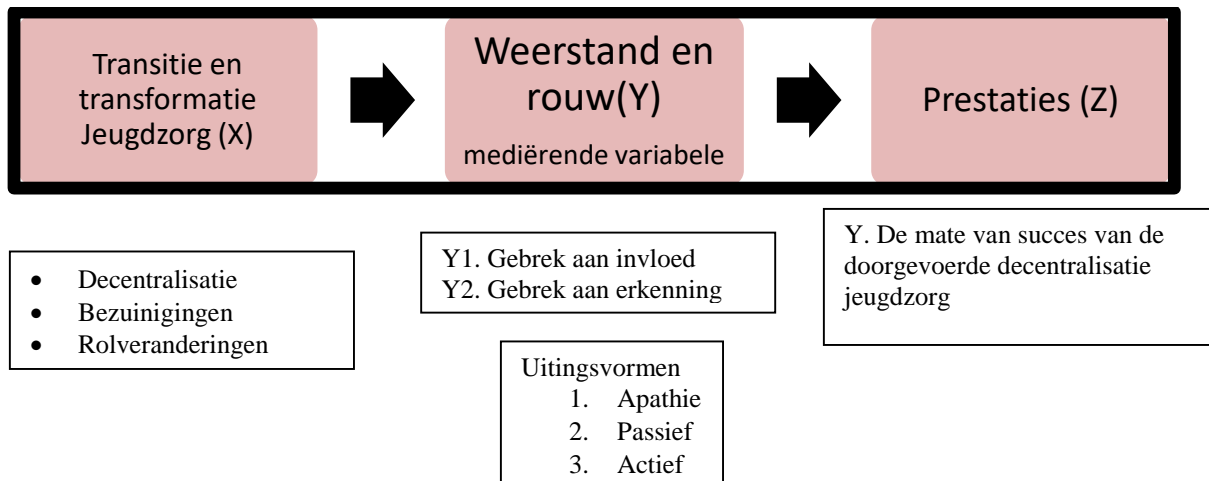 Transitie en
transformatie
Jeugdzorg (X)
Weerstand en
rouw(Y)
mediërende variabele
Prestaties (Z)
• Decentralisatie
• Bezuinigingen
• Rolveranderingen
Y1. Gebrek aan invloed
Y2. Gebrek aan erkenning
Uitingsvormen
1. Apathie
2. Passief
3. Actief
Y. De mate van succes van de
doorgevoerde decentralisatie
jeugdzorg